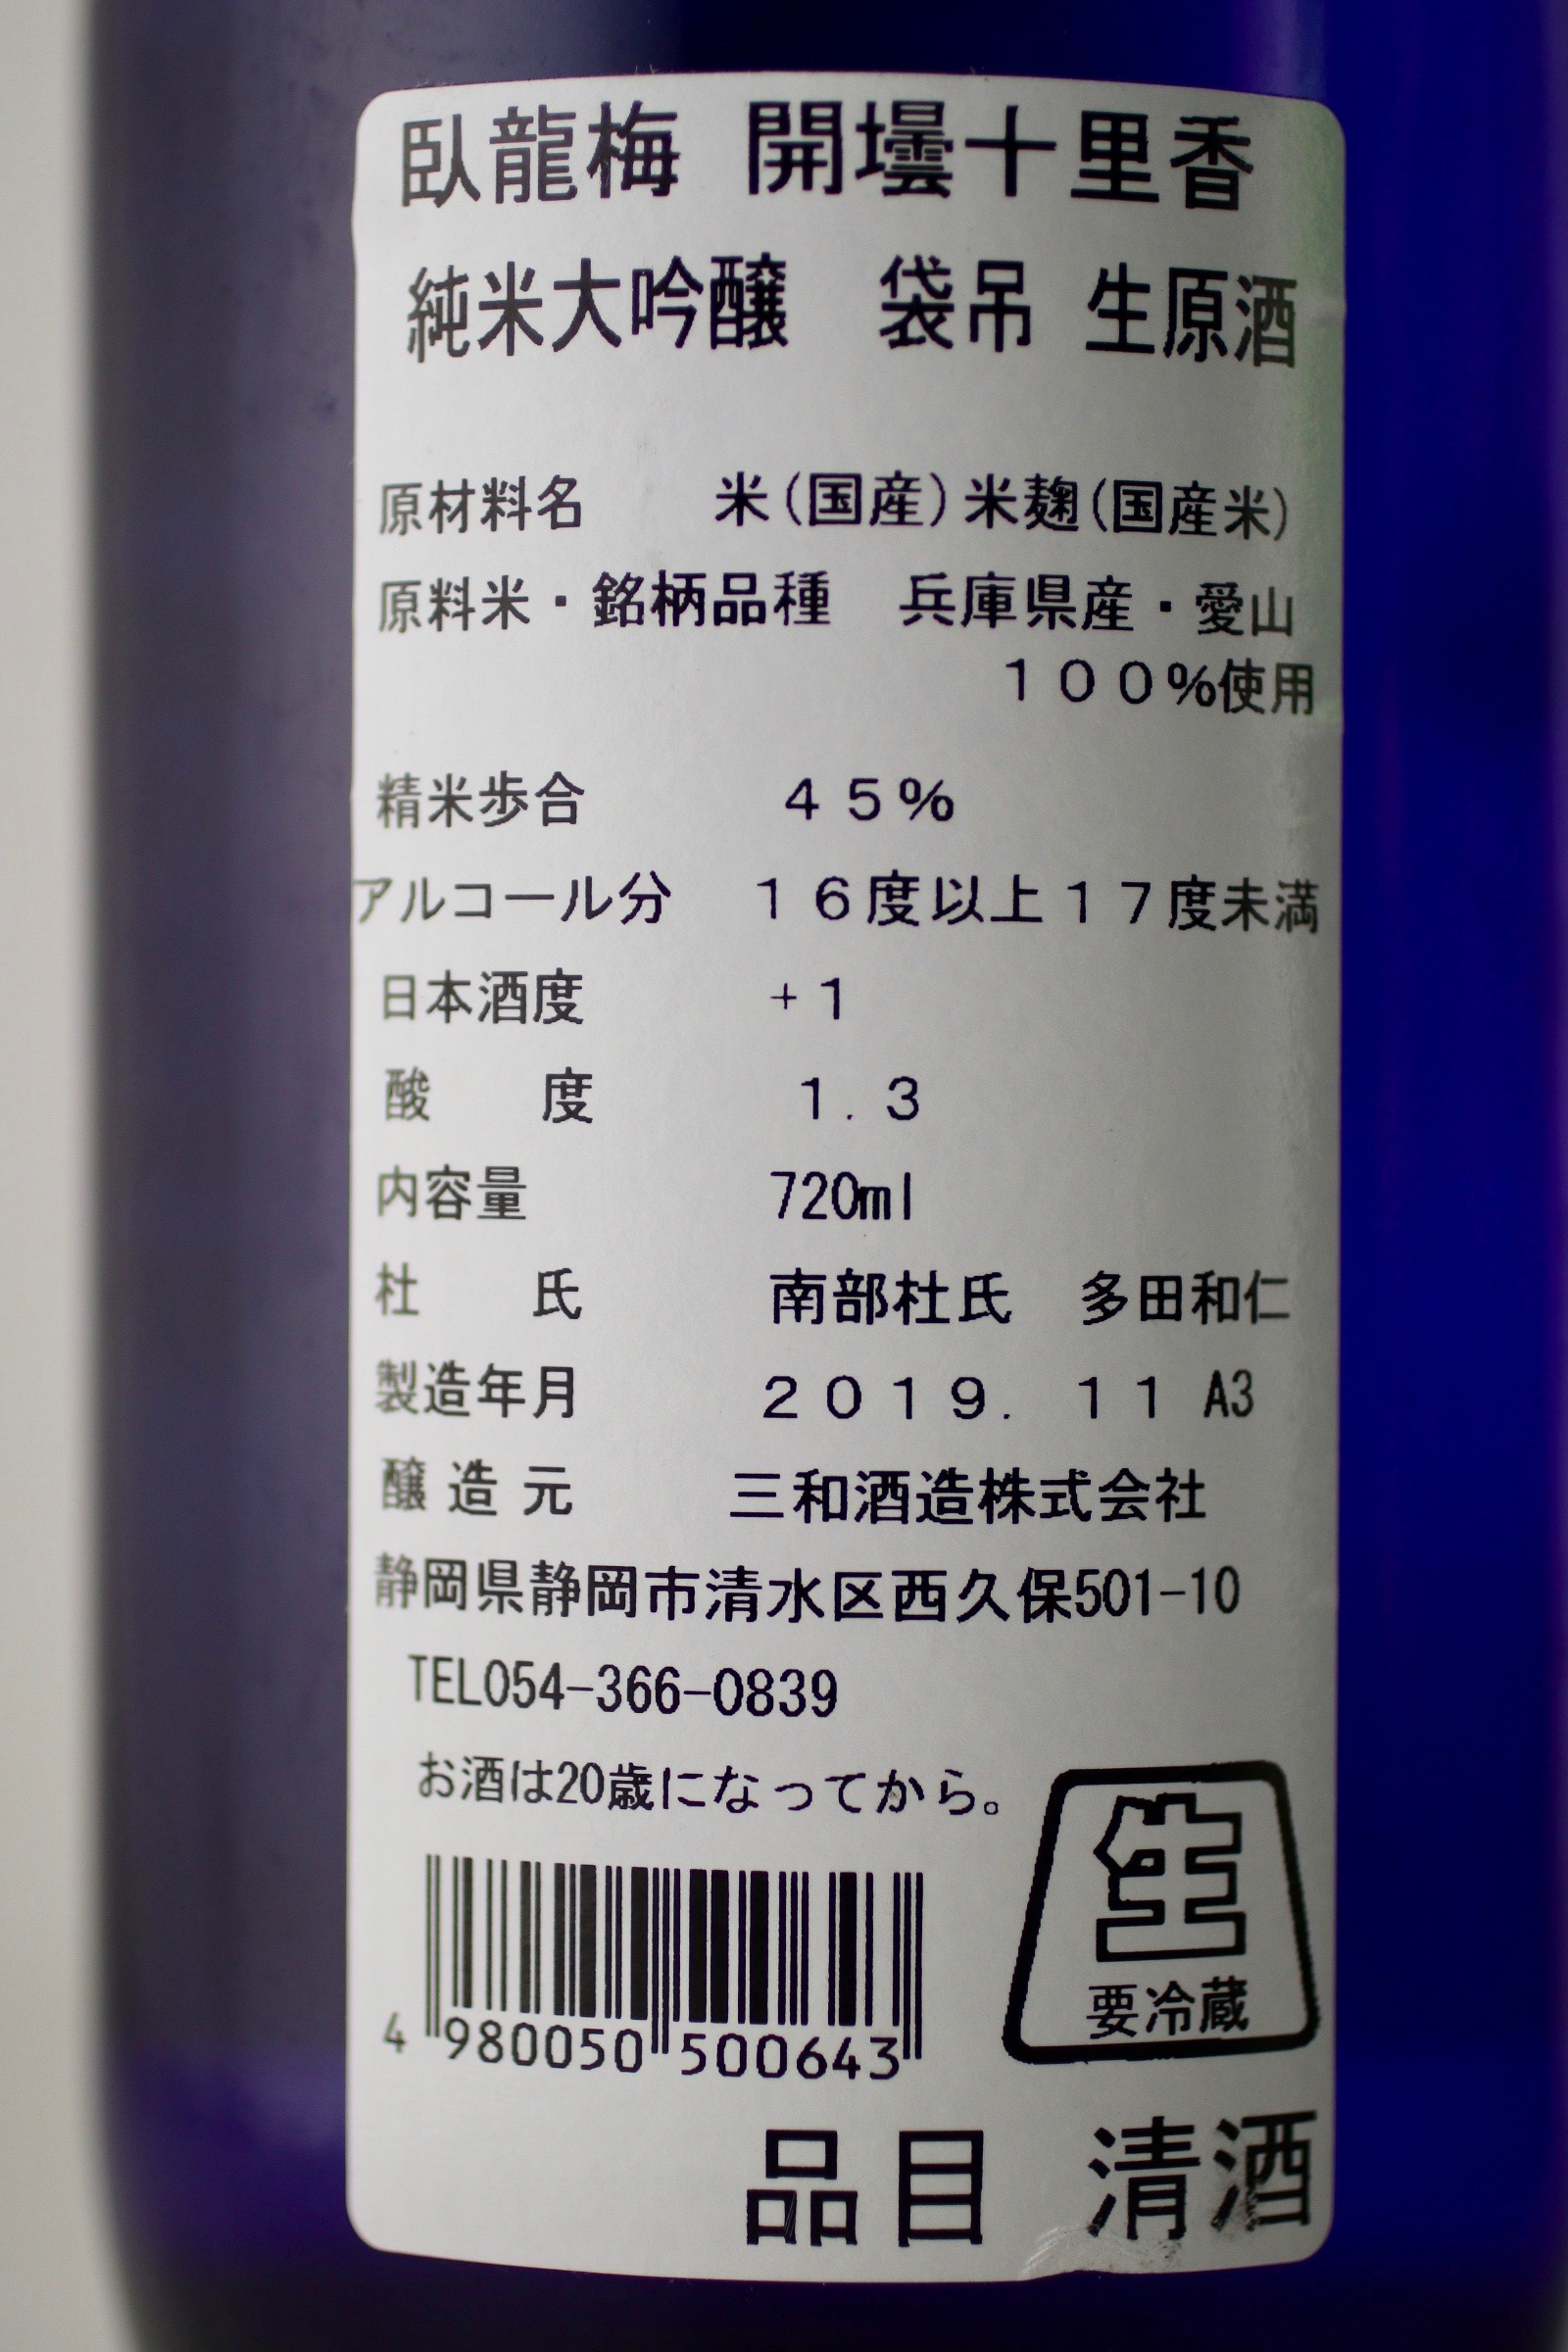 臥龍梅 開壜十里香
純米大吟醸 袋吊 生原酒
原材料名 米(国産)米麹(国産米)
原料米・銘柄品種 兵庫県産・愛山
100%使用
精米歩合 45%
アルコール分 16度以上17度未満
日本酒度 +1
酸度 1.3
内容量 720ml
杜氏 南部杜氏 多田和仁
製造年月 2019. 11 A3
醸造元 三和酒造株式会社
静岡県静岡市清水区西久保501-10
TEL054-366-0839
お酒は20歳になってから。
生
要冷蔵
4 980050 500643
品目 清酒